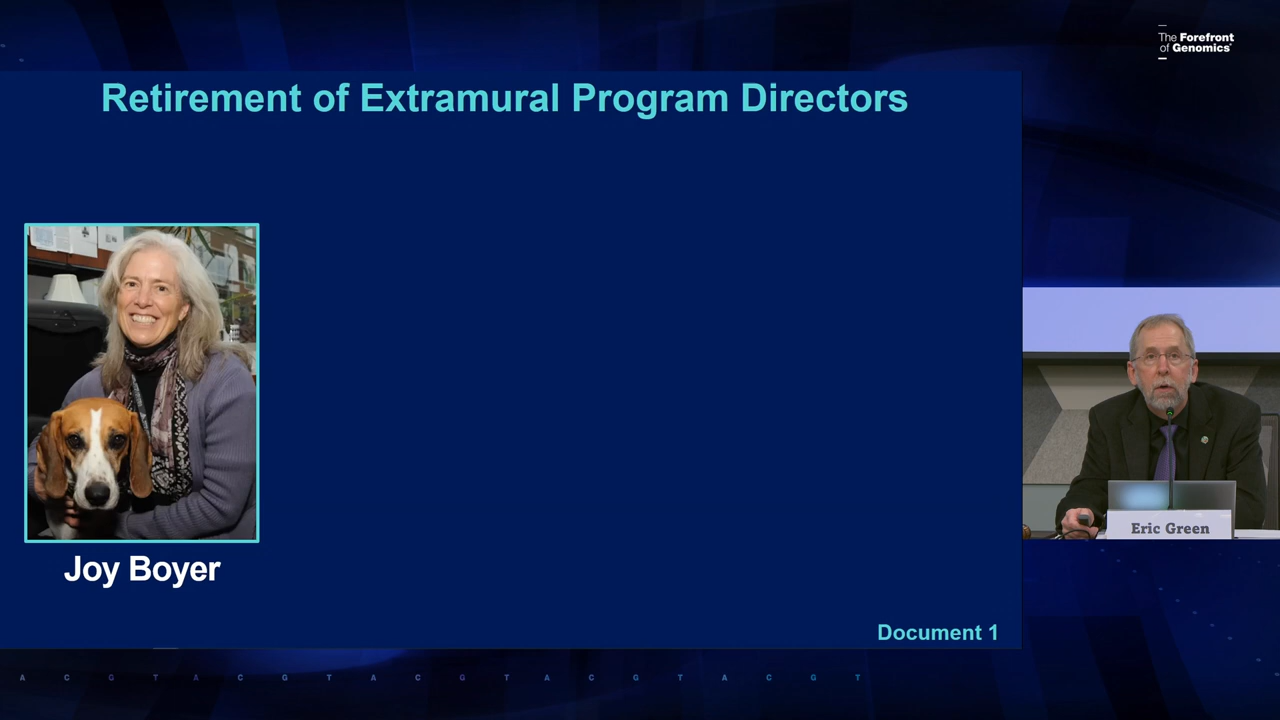 The Forefront
of Genomics®
Retirement of Extramural Program Directors
Joy Boyer
Eric Green
Document 1
A C G T A C G T A C G T A C G T A C G T